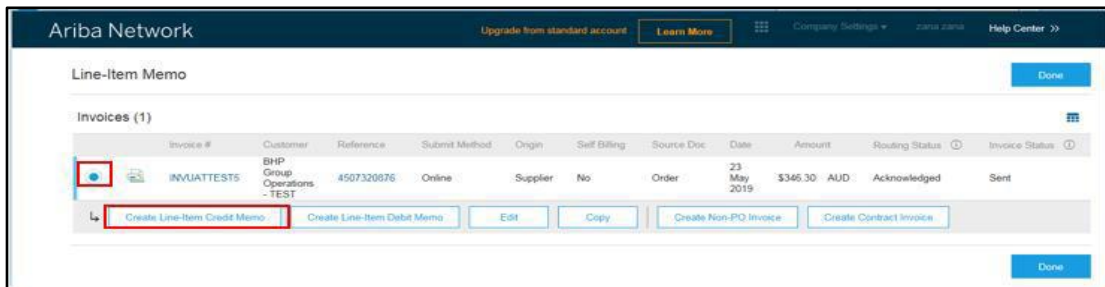 Ariba Network
Upgrade from standard account
Learn More
Company Settings
zana zana
Help Center >>
Line-Item Memo
Done
Invoices (1)
Invoice # Customer Reference Submit Method Origin Self Billing Source Doc Date Amount Routing Status Invoice Status
INVUATTEST5 BHP Group Operations - TEST 4507320876 Online Supplier No Order 23 May 2019 $346.30 AUD Acknowledged Sent
Create Line-Item Credit Memo Create Line-Item Debit Memo Edit Copy Create Non-PO Invoice Create Contract Invoice
Done